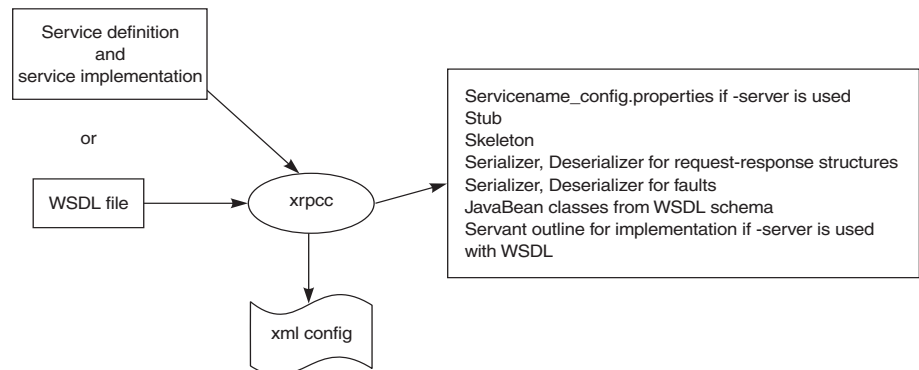 Service definition
and
service implementation
or
WSDL file
xrpcc
xml config
Servicename_config.properties if -server is used
Stub
Skeleton
Serializer, Deserializer for request-response structures
Serializer, Deserializer for faults
JavaBean classes from WSDL schema
Servant outline for implementation if -server is used
with WSDL